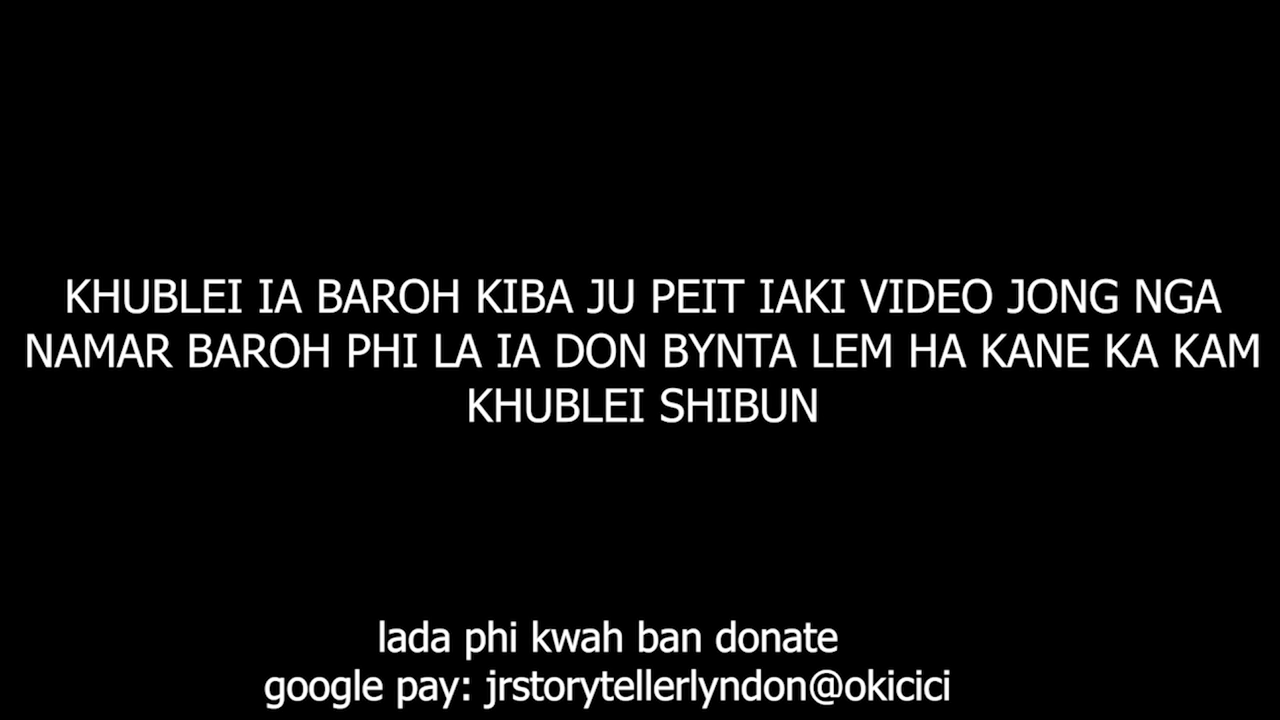 KHUBLEI IA BAROH KIBA JU PEIT IAKI VIDEO JONG NGA
NAMAR BAROH PHI LA IA DON BYNTA LEM HA KANE KA KAM
KHUBLEI SHIBUN
lada phi kwah ban donate
google pay: jrstorytellerlyndon@okicici